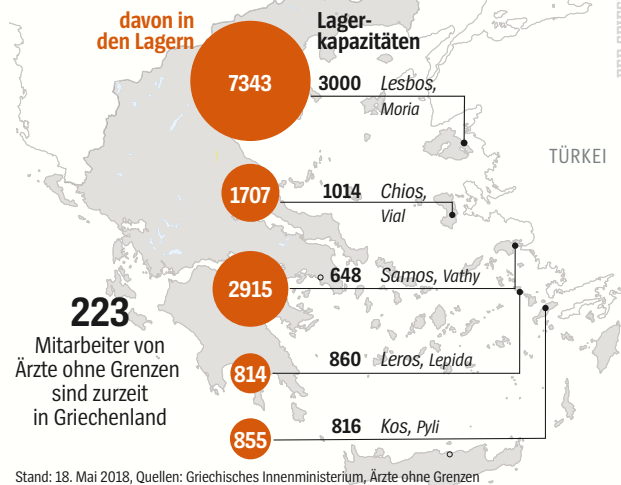 davon in
den Lagern
Lager-
kapazitäten
7343 3000 Lesbos,
Moria
TÜRKEI
1707 1014 Chios,
Vial
2915 648 Samos, Vathy
223
Mitarbeiter von
Ärzte ohne Grenzen
sind zurzeit
in Griechenland
814 860 Leros, Lepida
855 816 Kos, Pyli
Stand: 18. Mai 2018, Quellen: Griechisches Innenministerium, Ärzte ohne Grenzen